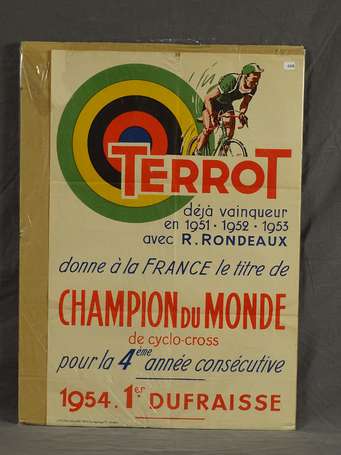 TERROT
déjà vainqueur
en 1951 • 1952 • 1953
avec R. RONDEAUX
donne à la FRANCE le titre de
CHAMPION DU MONDE
de cyclo-cross
pour la 4ème année consécutive
1954. 1er DUFRAISSE